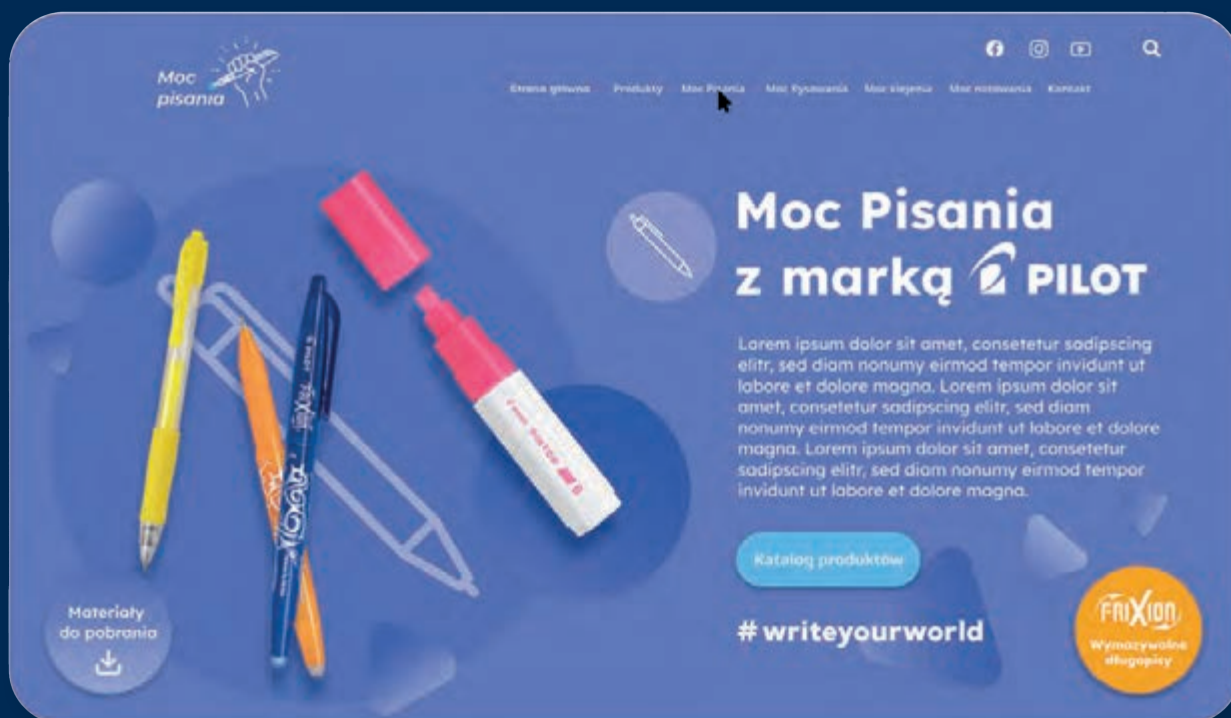 Moc
pisania
Strona główna Produkty Moc Pisania Moc Rysowania Moc klejenia Moc notowania Kontakt
Moc Pisania
z marką PILOT
Lorem ipsum dolor sit amet, consetetur sadipscing
elitr, sed diam nonumy eirmod tempor invidunt ut
labore et dolore magna. Lorem ipsum dolor sit
amet, consetetur sadipscing elitr, sed diam
nonumy eirmod tempor invidunt ut labore et dolore
magna. Lorem ipsum dolor sit amet, consetetur
sadipscing elitr, sed diam nonumy eirmod tempor
invidunt ut labore et dolore magna.
Katalog produktów
#writeyourworld
Materiały
do pobrania
FRIXION
Wymazywalne
długopisy